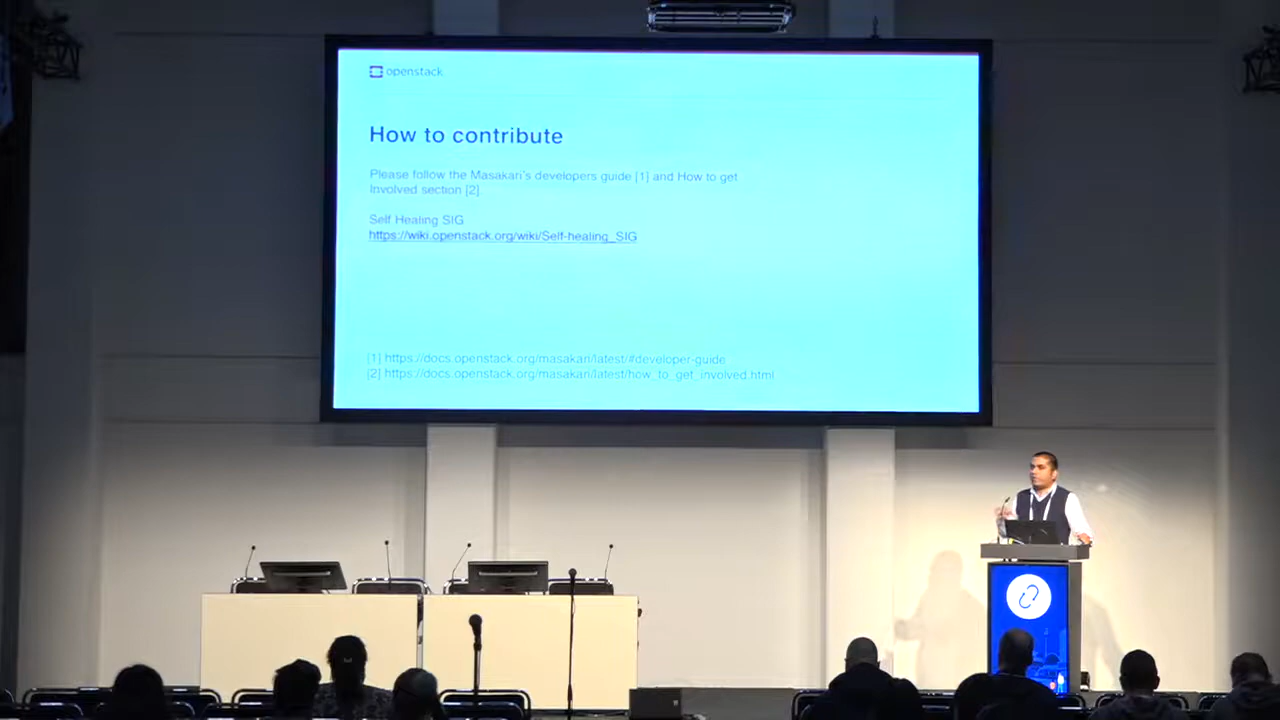 openstack
How to contribute
Please follow the Masakari's developers guide [1] and How to get
Involved section [2].
Self Healing SIG
https://wiki.openstack.org/wiki/Self-healing_SIG
[1] https://docs.openstack.org/masakari/latest/#developer-guide
[2] https://docs.openstack.org/masakari/latest/how_to_get_involved.html